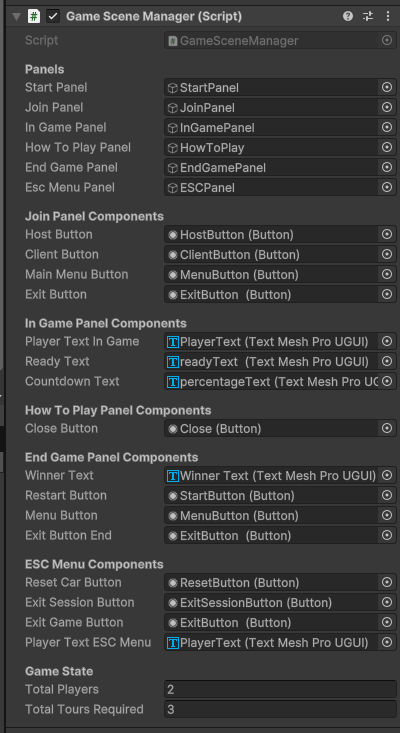 Game Scene Manager (Script)
Script GameSceneManager
Panels
Start Panel StartPanel
Join Panel JoinPanel
In Game Panel InGamePanel
How To Play Panel HowToPlay
End Game Panel EndGamePanel
Esc Menu Panel ESCPanel
Join Panel Components
Host Button HostButton (Button)
Client Button ClientButton (Button)
Main Menu Button MenuButton (Button)
Exit Button ExitButton (Button)
In Game Panel Components
Player Text In Game PlayerText (Text Mesh Pro UGUI)
Ready Text readyText (Text Mesh Pro UGUI)
Countdown Text percentageText (Text Mesh Pro UG
How To Play Panel Components
Close Button Close (Button)
End Game Panel Components
Winner Text Winner Text (Text Mesh Pro UGUI)
Restart Button StartButton (Button)
Menu Button MenuButton (Button)
Exit Button End ExitButton (Button)
ESC Menu Components
Reset Car Button ResetButton (Button)
Exit Session Button ExitSessionButton (Button)
Exit Game Button ExitButton (Button)
Player Text ESC Menu PlayerText (Text Mesh Pro UGUI)
Game State
Total Players 2
Total Tours Required 3